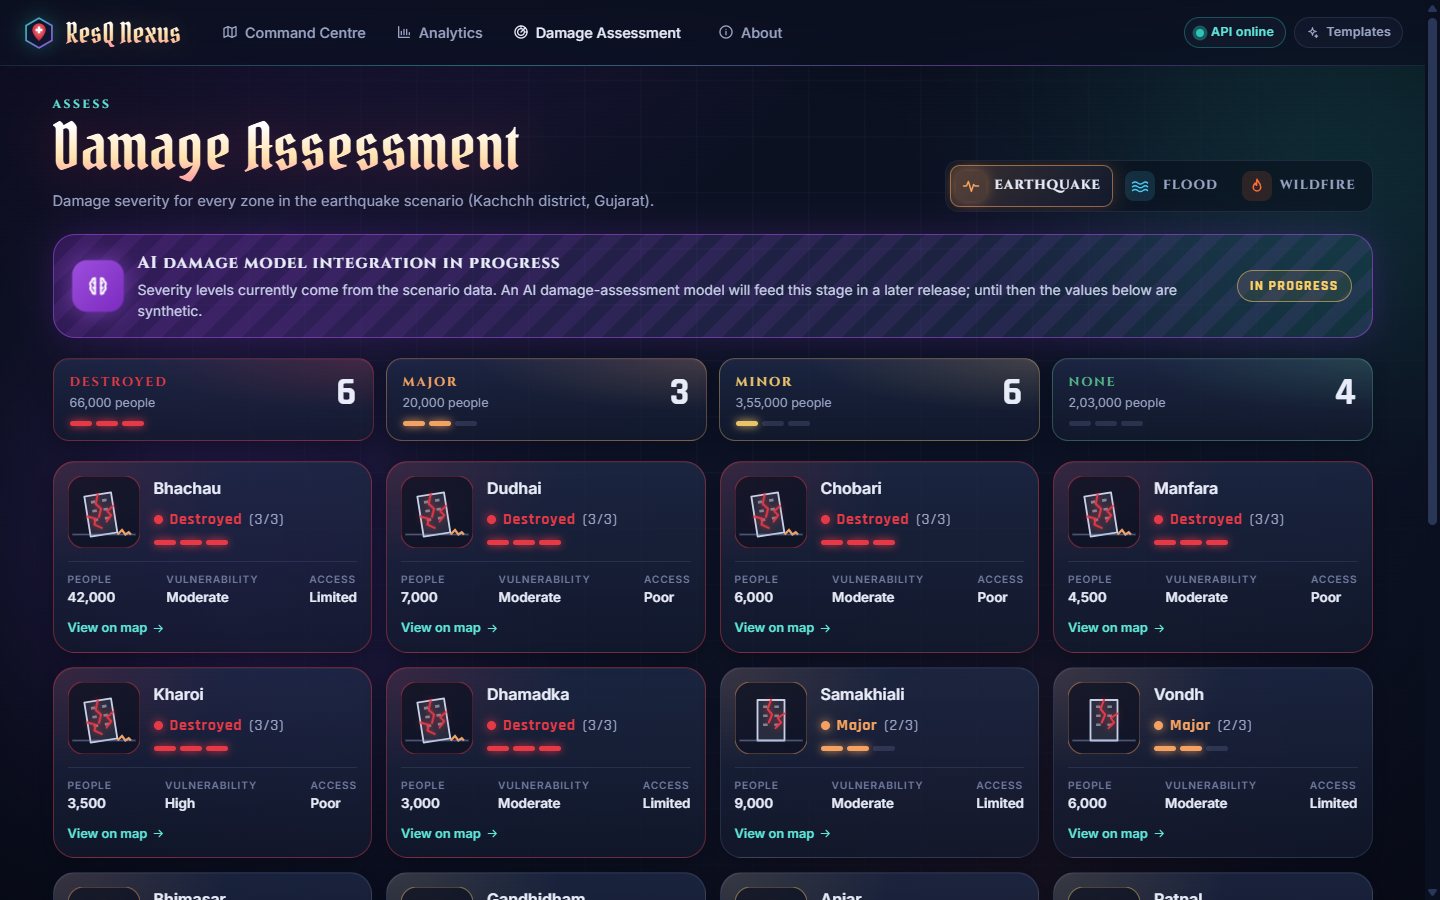 ResQ Nexus
Command Centre
Analytics
Damage Assessment
About
API online
Templates
ASSESS
Damage Assessment
Damage severity for every zone in the earthquake scenario (Kachchh district, Gujarat).
EARTHQUAKE
FLOOD
WILDFIRE
AI DAMAGE MODEL INTEGRATION IN PROGRESS
Severity levels currently come from the scenario data. An AI damage-assessment model will feed this stage in a later release; until then the values below are
synthetic.
IN PROGRESS
DESTROYED
66,000 people
6
MAJOR
20,000 people
3
MINOR
3,55,000 people
6
NONE
2,03,000 people
4
Bhachau
Destroyed (3/3)
PEOPLE VULNERABILITY ACCESS
42,000 Moderate Limited
View on map →
Dudhai
Destroyed (3/3)
PEOPLE VULNERABILITY ACCESS
7,000 Moderate Poor
View on map →
Chobari
Destroyed (3/3)
PEOPLE VULNERABILITY ACCESS
6,000 Moderate Poor
View on map →
Manfara
Destroyed (3/3)
PEOPLE VULNERABILITY ACCESS
4,500 Moderate Poor
View on map →
Kharoi
Destroyed (3/3)
PEOPLE VULNERABILITY ACCESS
3,500 High Poor
View on map →
Dhamadka
Destroyed (3/3)
PEOPLE VULNERABILITY ACCESS
3,000 Moderate Limited
View on map →
Samakhiali
Major (2/3)
PEOPLE VULNERABILITY ACCESS
9,000 Moderate Limited
View on map →
Vondh
Major (2/3)
PEOPLE VULNERABILITY ACCESS
6,000 Moderate Limited
View on map →
Bhimasar
Gandhidham
Anjar